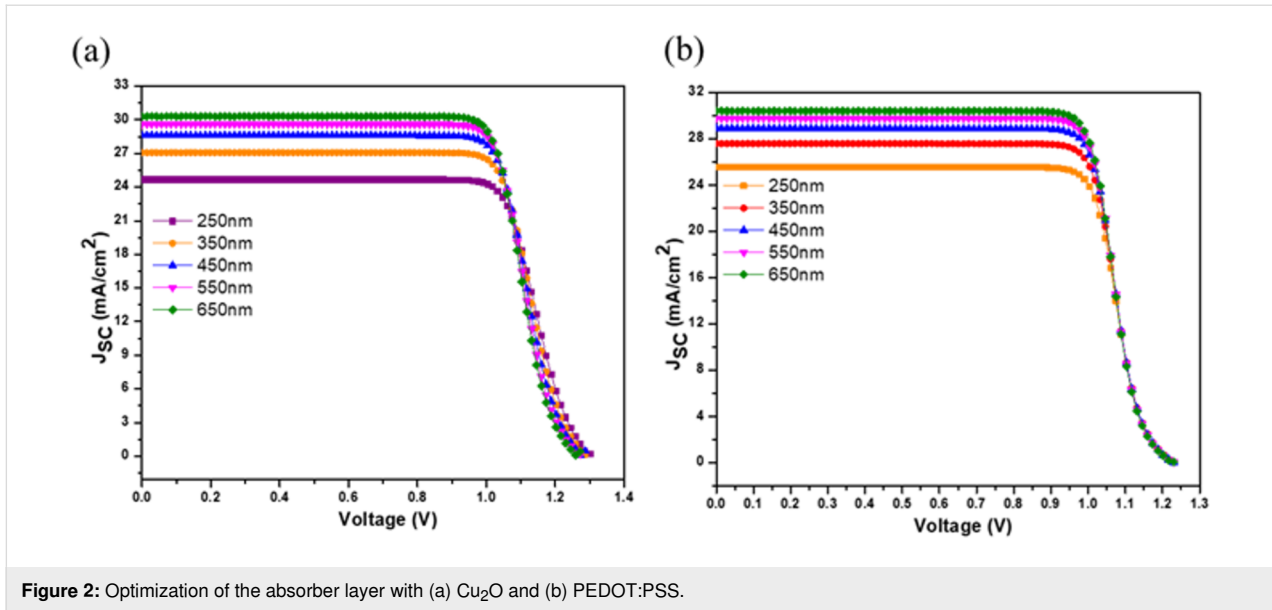 (a)
33
30
27
24
21
18
15
12
9
6
3
0
J_SC (mA/cm²)
250nm
350nm
450nm
550nm
650nm
0.0 0.2 0.4 0.6 0.8 1.0 1.2 1.4
Voltage (V)
(b)
32
28
24
20
16
12
8
4
0
J_SC (mA/cm²)
250nm
350nm
450nm
550nm
650nm
0.0 0.1 0.2 0.3 0.4 0.5 0.6 0.7 0.8 0.9 1.0 1.1 1.2 1.3
Voltage (V)
Figure 2: Optimization of the absorber layer with (a) Cu₂O and (b) PEDOT:PSS.